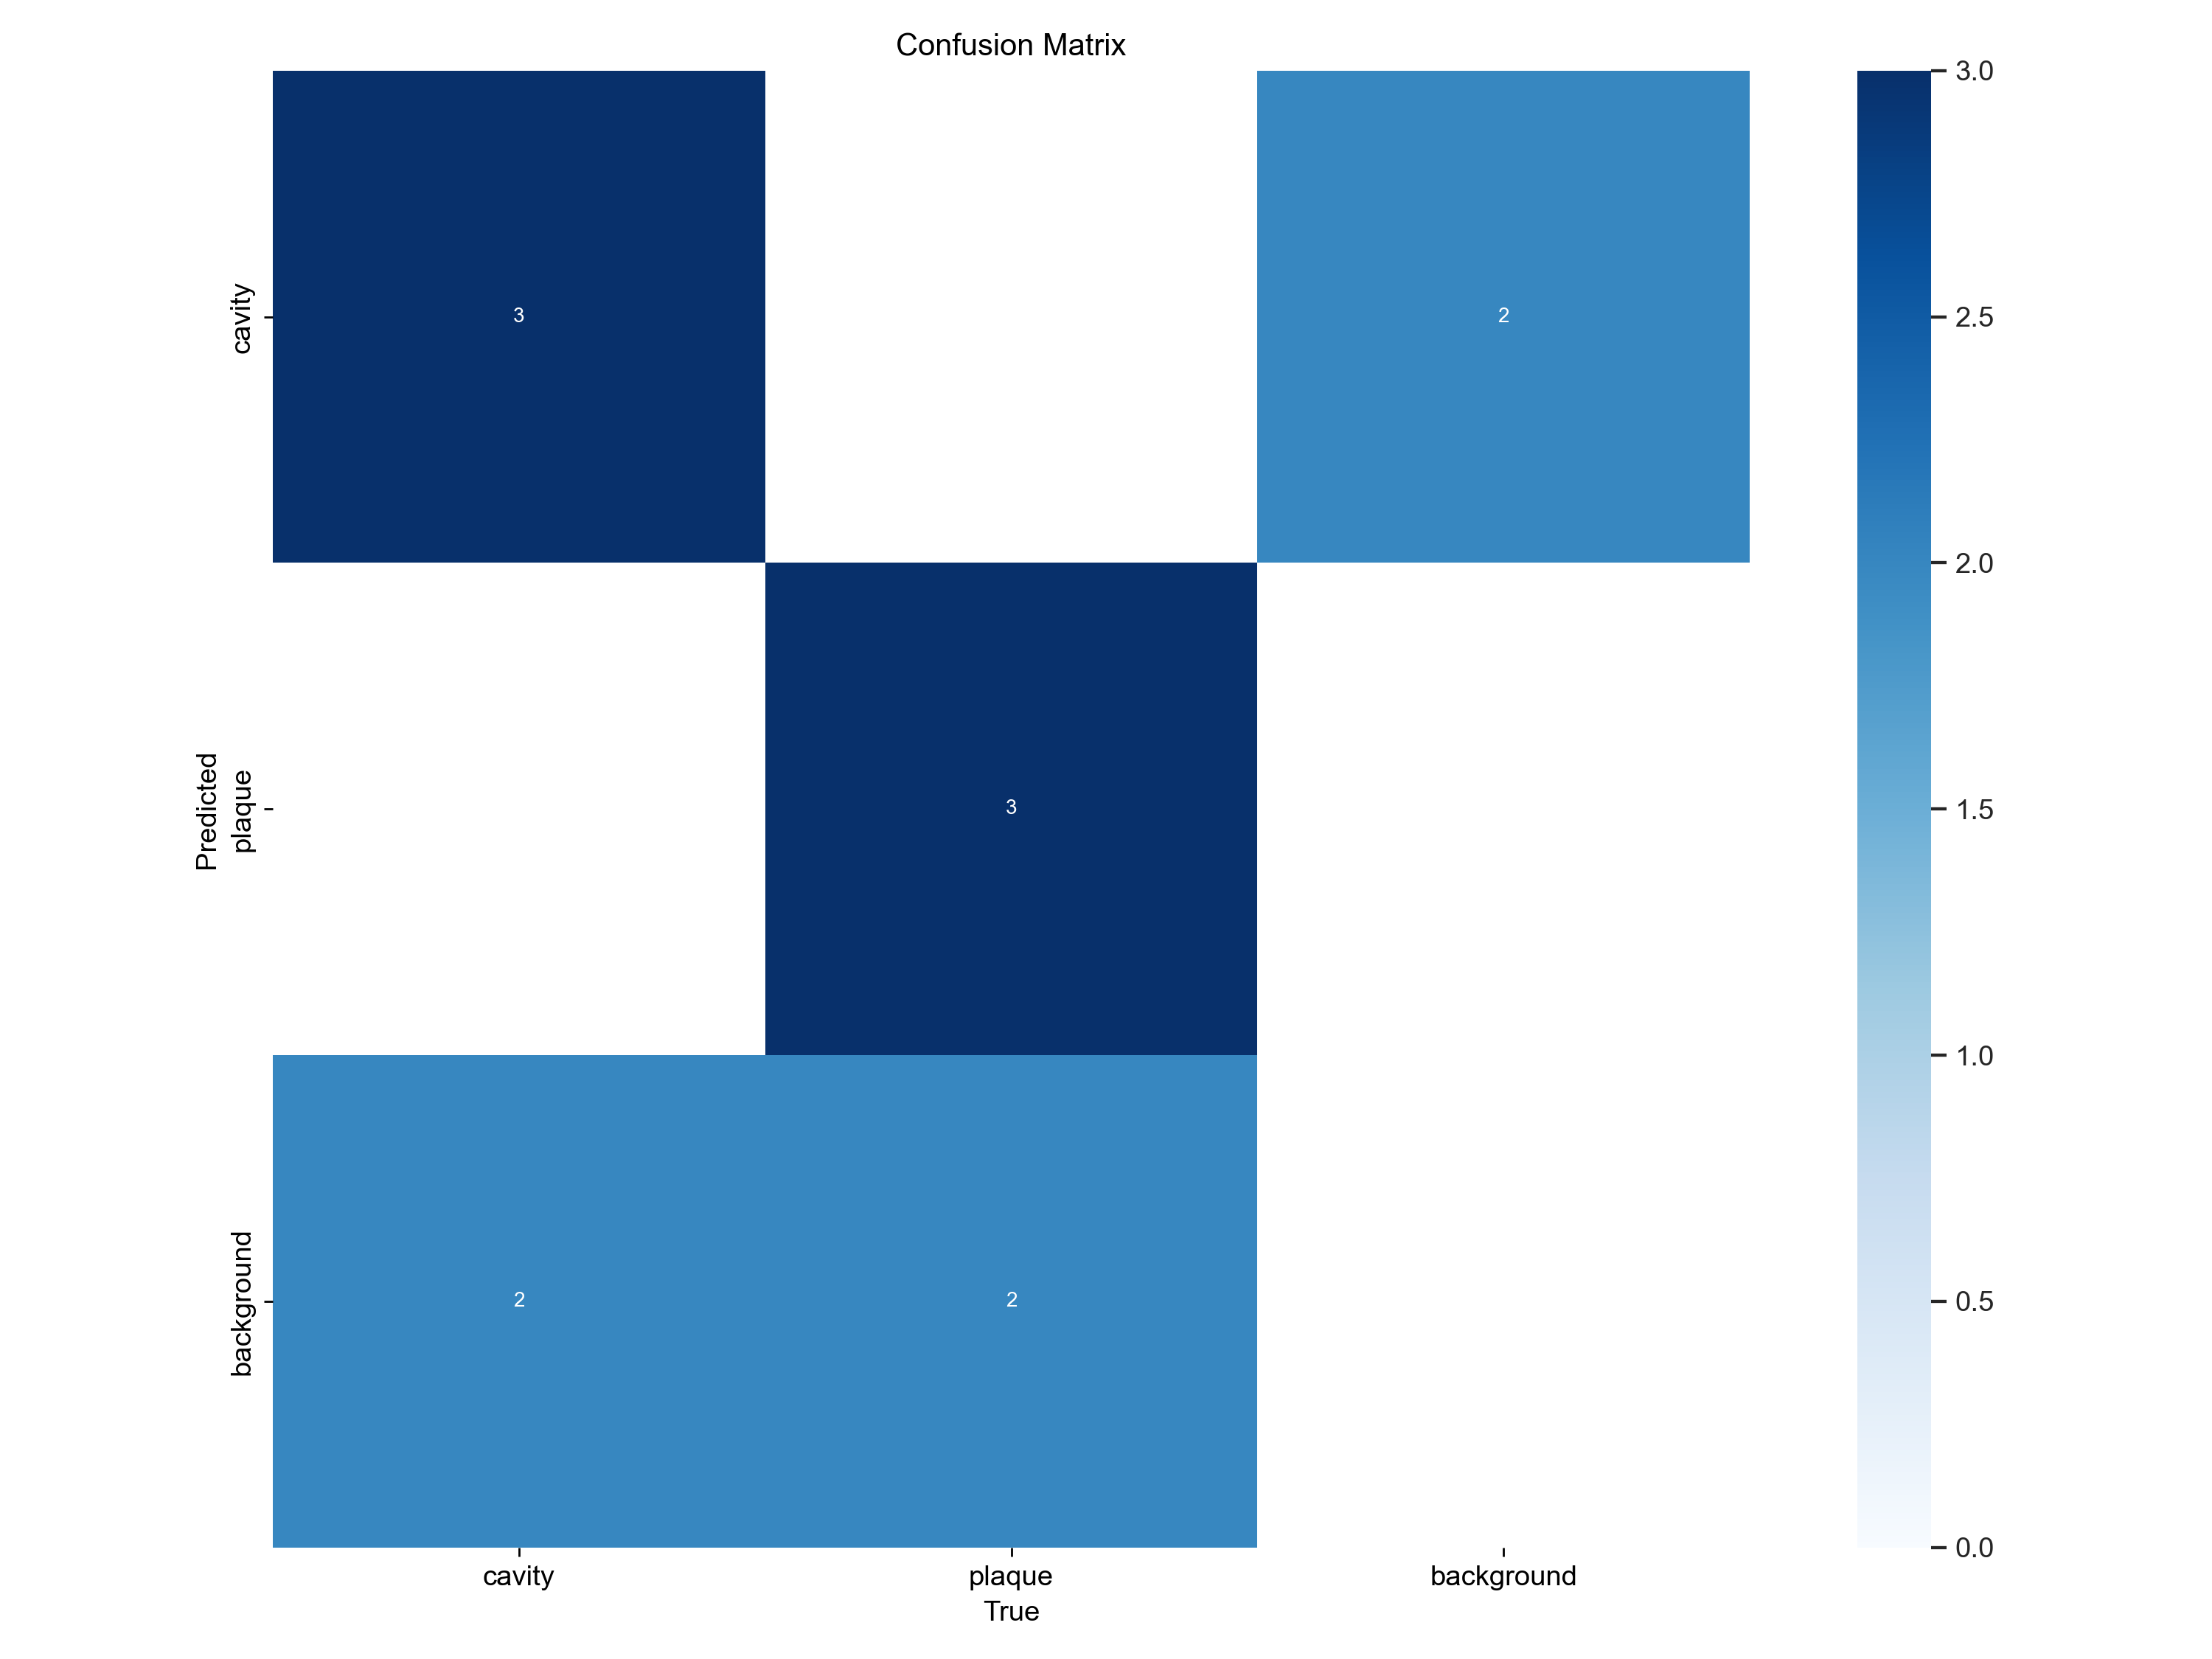 Confusion Matrix
3.0
cavity
3
2
2.5
2.0
Predicted
plaque
3
1.5
1.0
background
2
2
0.5
0.0
cavity
plaque
background
True